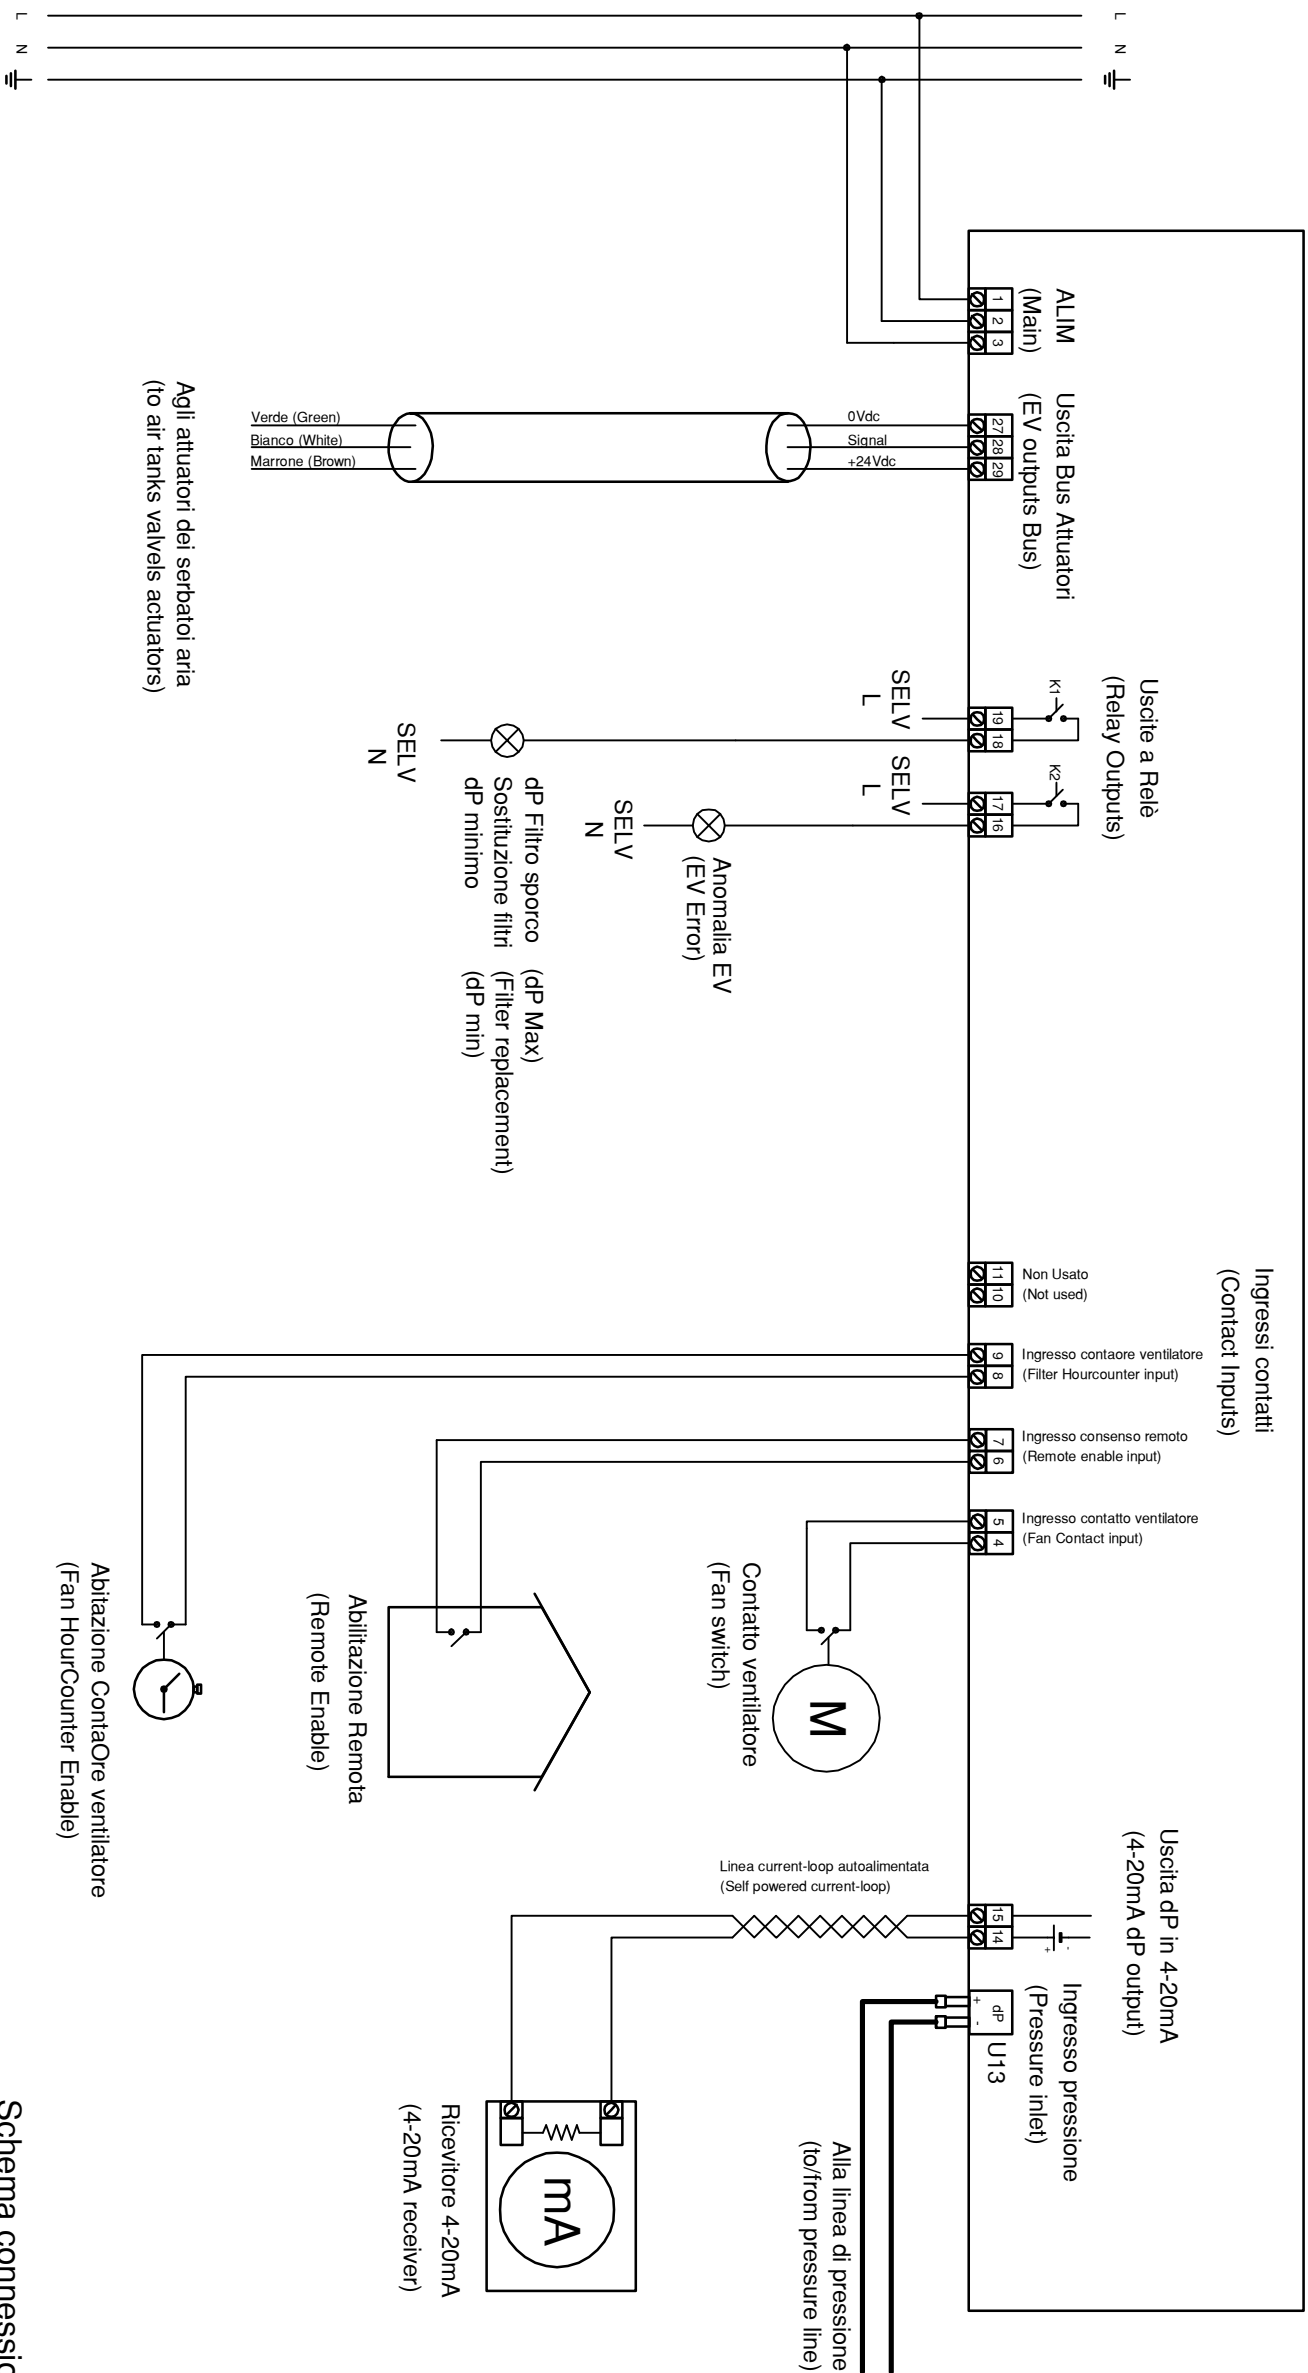 L
N
L
N
ALIM
(Main)
1
2
3
Uscita Bus Attuatori
(EV outputs Bus)
27
28
29
0Vdc
Signal
+24Vdc
Verde (Green)
Bianco (White)
Marrone (Brown)
Agli attuatori dei serbatoi aria
(to air tanks valvels actuators)
Uscite a Relè
(Relay Outputs)
K1
19
18
K2
17
16
SELV
L
SELV
L
SELV
N
SELV
N
dP Filtro sporco (dP Max)
Sostituzione filtri (Filter replacement)
dP minimo (dP min)
Anomalia EV
(EV Error)
Ingressi contatti
(Contact Inputs)
11
10
Non Usato
(Not used)
9
8
Ingresso contaore ventilatore
(Filter Hourcounter input)
7
6
Ingresso consenso remoto
(Remote enable input)
5
4
Ingresso contatto ventilatore
(Fan Contact input)
Contatto ventilatore
(Fan switch)
M
Abilitazione Remota
(Remote Enable)
Abitazione ContaOre ventilatore
(Fan HourCounter Enable)
Uscita dP in 4-20mA
(4-20mA dP output)
15
14
+
-
Linea current-loop autoalimentata
(Self powered current-loop)
Ingresso pressione
(Pressure inlet)
U13
dP
+
-
Alla linea di pressione
(to/from pressure line)
mA
Ricevitore 4-20mA
(4-20mA receiver)
Schema connessio